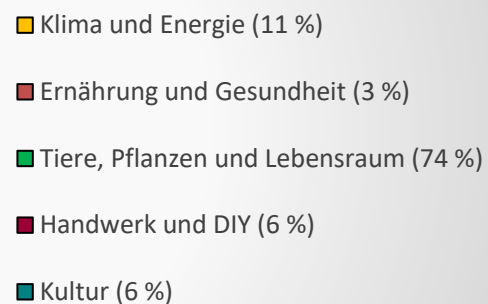 Klima und Energie (11 %)
Ernährung und Gesundheit (3 %)
Tiere, Pflanzen und Lebensraum (74 %)
Handwerk und DIY (6 %)
Kultur (6 %)